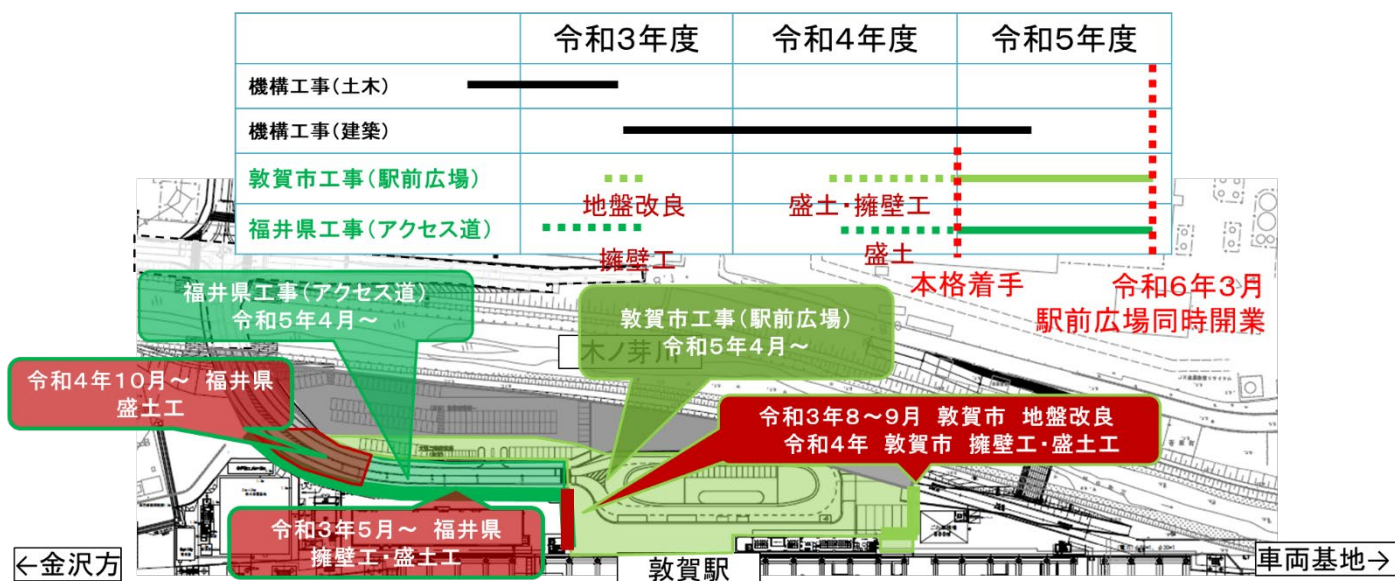 令和3年度 令和4年度 令和5年度
機構工事(土木)
機構工事(建築)
敦賀市工事(駅前広場)
地盤改良 盛土・擁壁工
福井県工事(アクセス道)
擁壁工 盛土
本格着手
令和6年3月
駅前広場同時開業
福井県工事(アクセス道)
令和5年4月~
敦賀市工事(駅前広場)
令和5年4月~
木ノ芽川
令和4年10月~ 福井県
盛土工
令和3年8~9月 敦賀市 地盤改良
令和4年 敦賀市 擁壁工・盛土工
令和3年5月~ 福井県
擁壁工・盛土工
←金沢方
敦賀駅
車両基地→